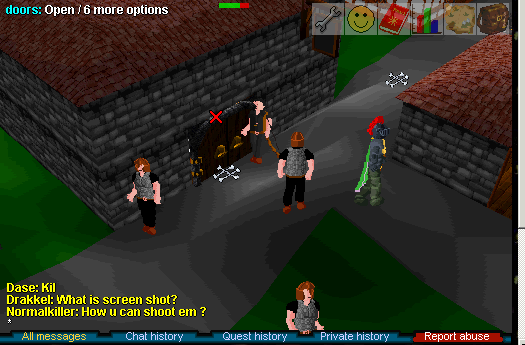 doors: Open / 6 more options
Dase: Kil
Drakkel: What is screen shot?
Normalkiller: How u can shoot em ?
*
All messages Chat history Quest history Private history Report abuse